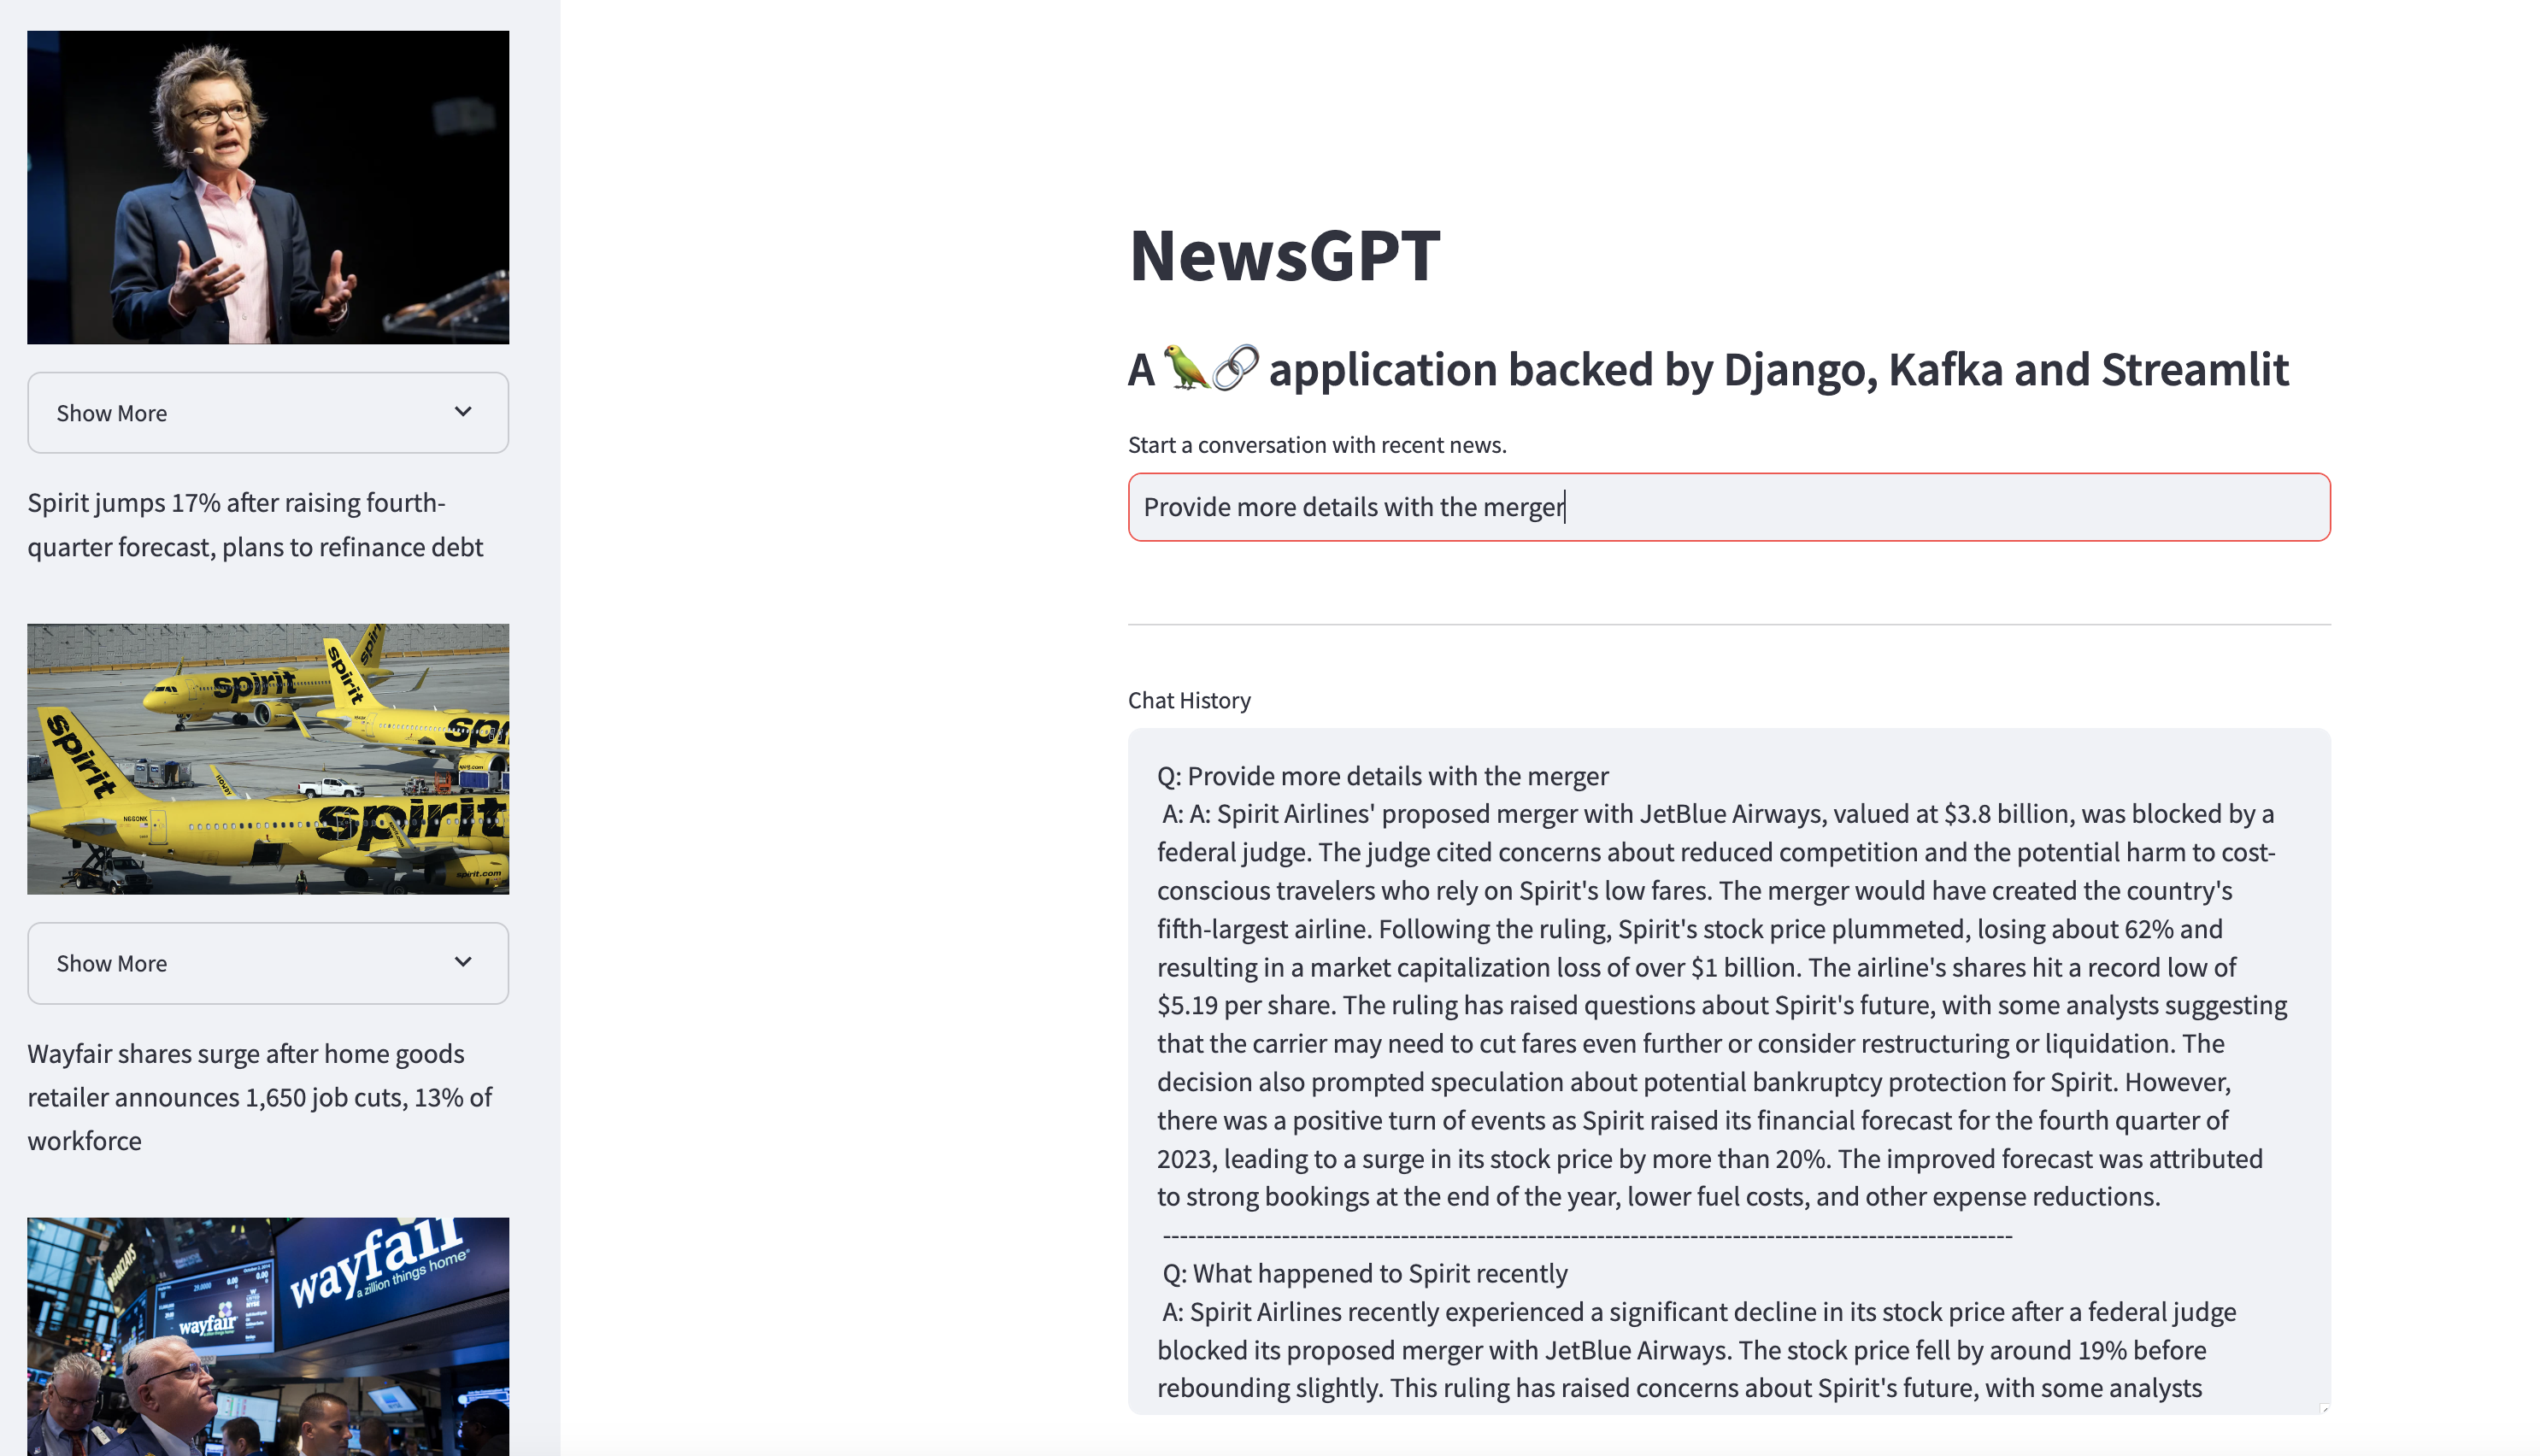 Show More
Spirit jumps 17% after raising fourth-
quarter forecast, plans to refinance debt
spirit
spirit
spirit
spirit
spirit
spirit.com
N660NK
Show More
Wayfair shares surge after home goods
retailer announces 1,650 job cuts, 13% of
workforce
BARCLAYS
wayfair
a zillion things home
wayfair
NewsGPT
A 🦜🔗 application backed by Django, Kafka and Streamlit
Start a conversation with recent news.
Provide more details with the merger
Chat History
Q: Provide more details with the merger
A: A: Spirit Airlines' proposed merger with JetBlue Airways, valued at $3.8 billion, was blocked by a
federal judge. The judge cited concerns about reduced competition and the potential harm to cost-
conscious travelers who rely on Spirit's low fares. The merger would have created the country's
fifth-largest airline. Following the ruling, Spirit's stock price plummeted, losing about 62% and
resulting in a market capitalization loss of over $1 billion. The airline's shares hit a record low of
$5.19 per share. The ruling has raised questions about Spirit's future, with some analysts suggesting
that the carrier may need to cut fares even further or consider restructuring or liquidation. The
decision also prompted speculation about potential bankruptcy protection for Spirit. However,
there was a positive turn of events as Spirit raised its financial forecast for the fourth quarter of
2023, leading to a surge in its stock price by more than 20%. The improved forecast was attributed
to strong bookings at the end of the year, lower fuel costs, and other expense reductions.
----------------------------------------------------------------------------------------------------
Q: What happened to Spirit recently
A: Spirit Airlines recently experienced a significant decline in its stock price after a federal judge
blocked its proposed merger with JetBlue Airways. The stock price fell by around 19% before
rebounding slightly. This ruling has raised concerns about Spirit's future, with some analysts